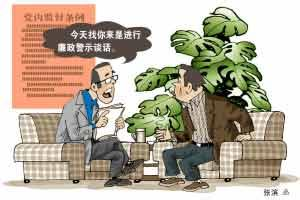 党内监督条例
今天找你来是进行
廉政警示谈话。
张滨 画